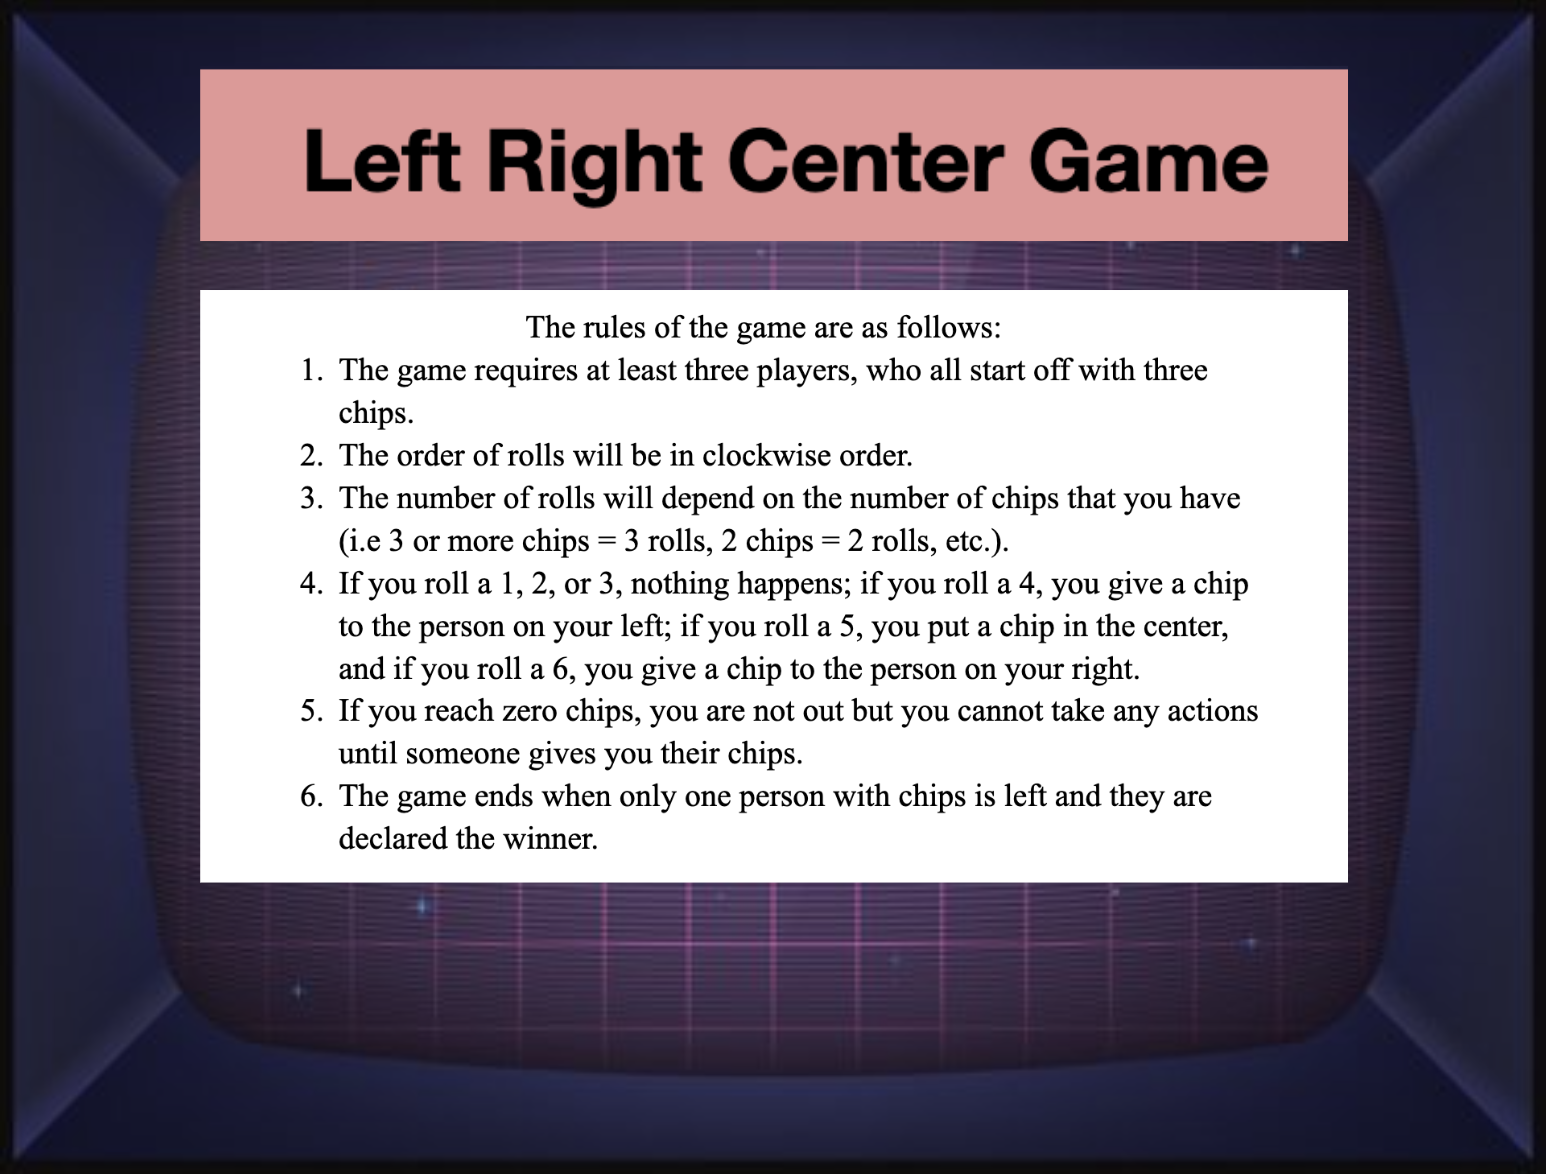 Left Right Center Game
The rules of the game are as follows:
1. The game requires at least three players, who all start off with three
chips.
2. The order of rolls will be in clockwise order.
3. The number of rolls will depend on the number of chips that you have
(i.e 3 or more chips = 3 rolls, 2 chips = 2 rolls, etc.).
4. If you roll a 1, 2, or 3, nothing happens; if you roll a 4, you give a chip
to the person on your left; if you roll a 5, you put a chip in the center,
and if you roll a 6, you give a chip to the person on your right.
5. If you reach zero chips, you are not out but you cannot take any actions
until someone gives you their chips.
6. The game ends when only one person with chips is left and they are
declared the winner.